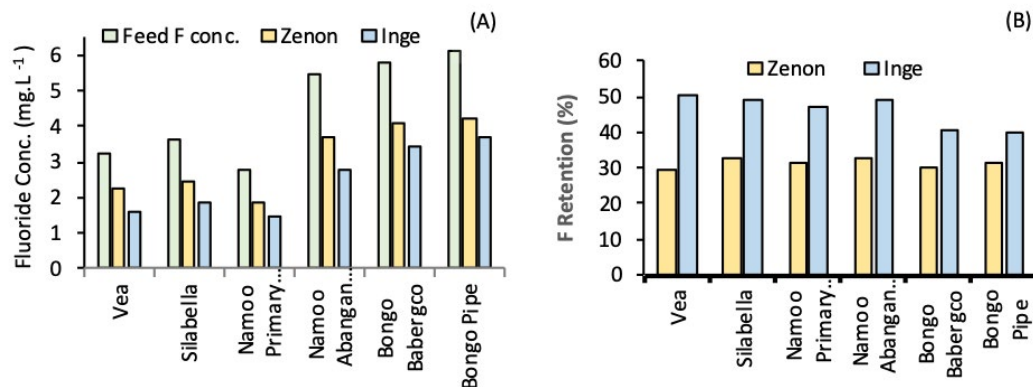 (A)
Fluoride Conc. (mg.L⁻¹)
Feed F conc. Zenon Inge
6
5
4
3
2
1
0
Vea
Silabella
Namoo
Primary...
Namoo
Abangan...
Bongo
Babergco
Bongo Pipe
(B)
F Retention (%)
Zenon Inge
60
50
40
30
20
10
0
Vea
Silabella
Namoo
Primary...
Namoo
Abangan...
Bongo
Babergco
Bongo
Pipe